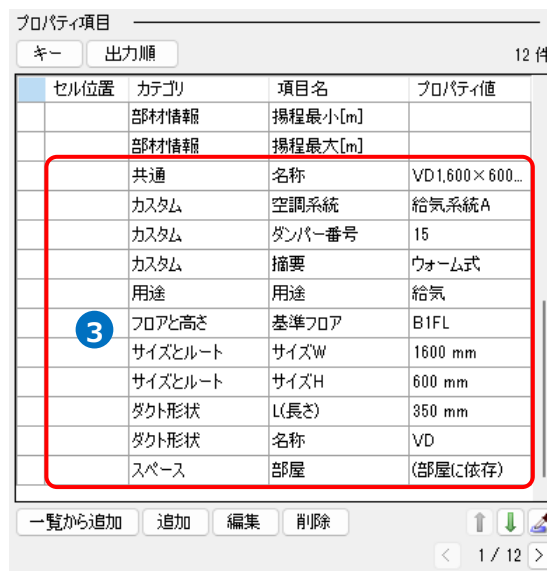 プロパティ項目
キー 出力順 12 件
セル位置 カテゴリ 項目名 プロパティ値
部材情報 揚程最小[m]
部材情報 揚程最大[m]
共通 名称 VD1,600×600...
カスタム 空調系統 給気系統A
カスタム ダンパー番号 15
カスタム 摘要 ウォーム式
用途 用途 給気
フロアと高さ 基準フロア B1FL
3
サイズとルート サイズW 1600 mm
サイズとルート サイズH 600 mm
ダクト形状 L(長さ) 350 mm
ダクト形状 名称 VD
スペース 部屋 (部屋に依存)
一覧から追加 追加 編集 削除
< 1 / 12 >